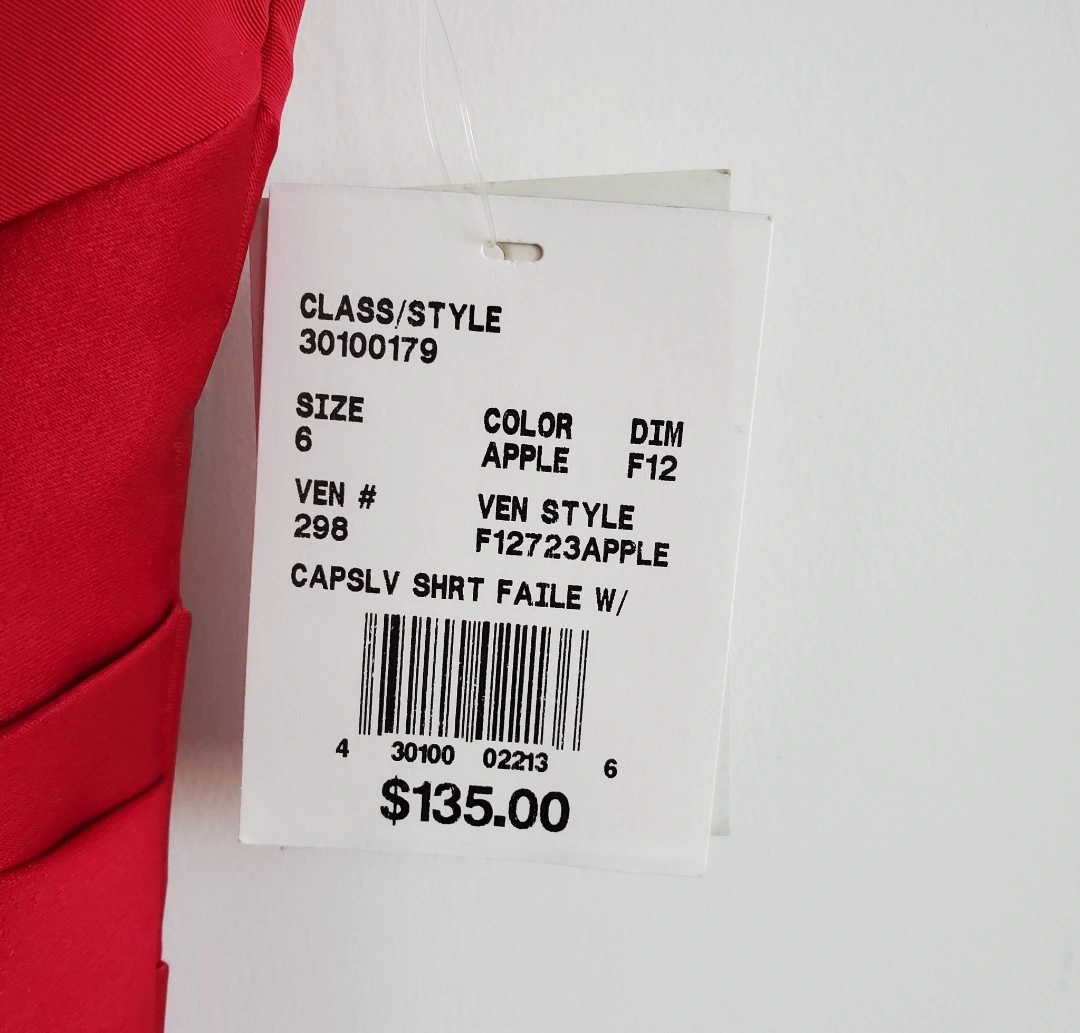 CLASS/STYLE
30100179
SIZE COLOR DIM
6 APPLE F12
VEN # VEN STYLE
298 F12723APPLE
CAPSLV SHRT FAILE W/
4 30100 02213 6
$135.00